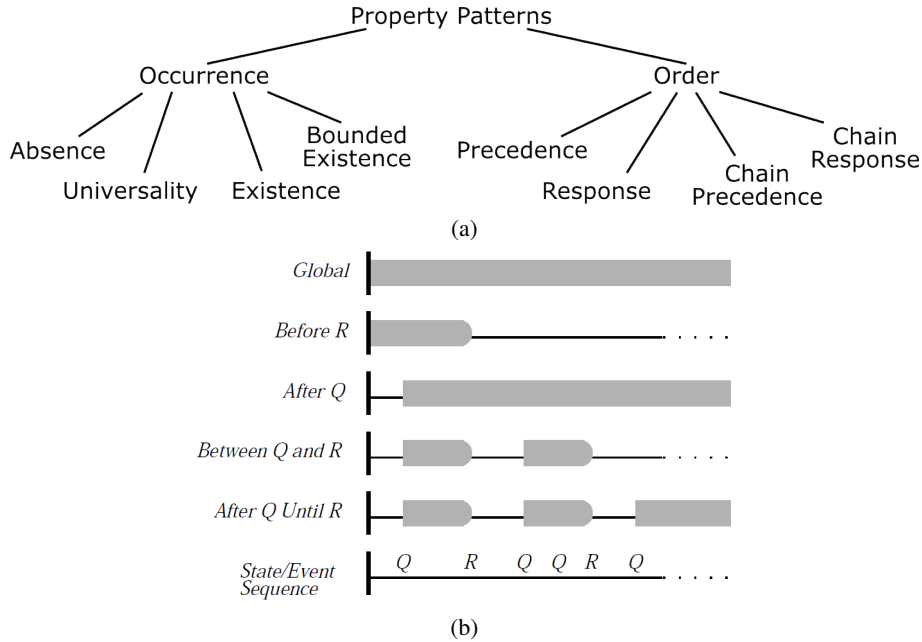 Property Patterns
Occurrence
Order
Absence
Universality
Existence
Bounded
Existence
Precedence
Response
Chain
Precedence
Chain
Response
(a)
Global
Before R
After Q
Between Q and R
After Q Until R
State/Event
Sequence
Q R Q Q R Q
(b)